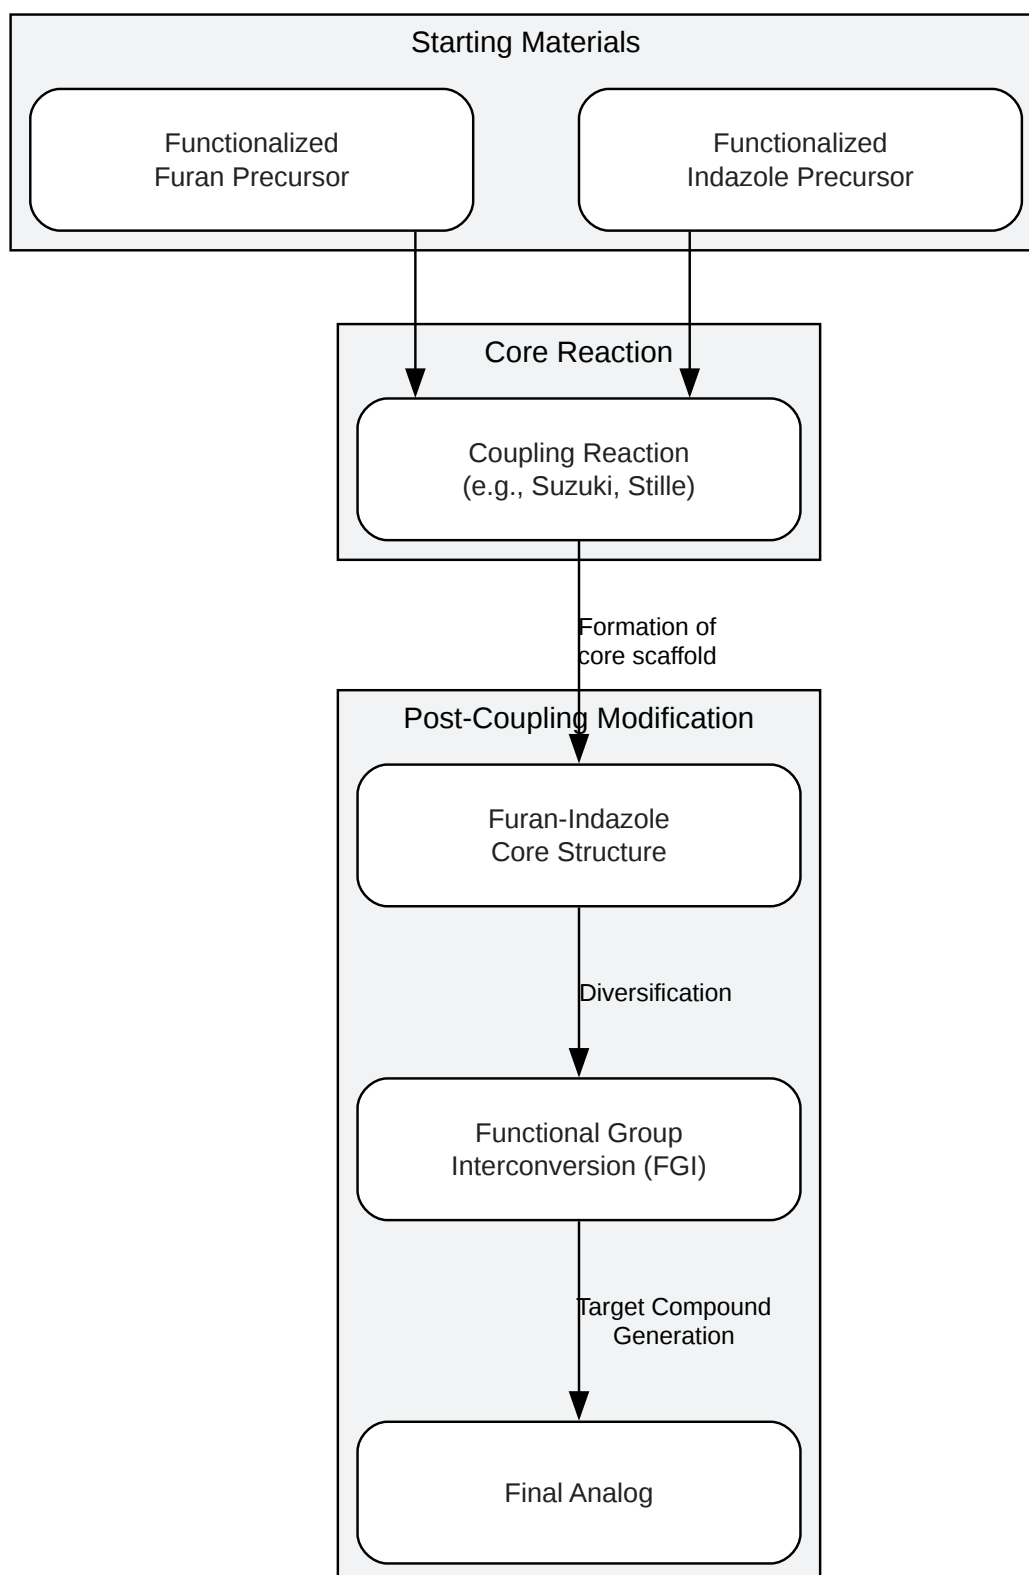 Starting Materials
Functionalized
Furan Precursor
Functionalized
Indazole Precursor
Core Reaction
Coupling Reaction
(e.g., Suzuki, Stille)
Formation of
core scaffold
Post-Coupling Modification
Furan-Indazole
Core Structure
Diversification
Functional Group
Interconversion (FGI)
Target Compound
Generation
Final Analog